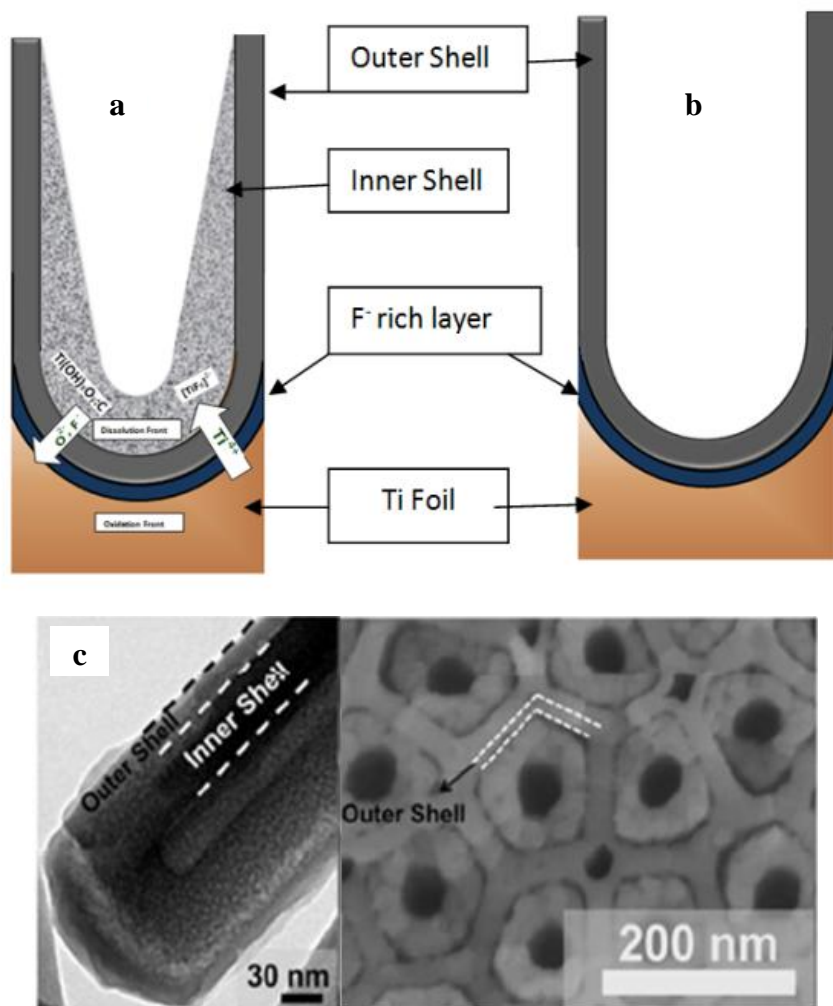 a
Outer Shell
b
Inner Shell
F⁻ rich layer
Ti(OH)ₓOᵧ:C
[TiF₆]²⁻
Dissolution Front
O²⁻, F⁻
Ti⁴⁺
Ti Foil
Oxidation Front
c
Outer Shell
Inner Shell
30 nm
Outer Shell
200 nm